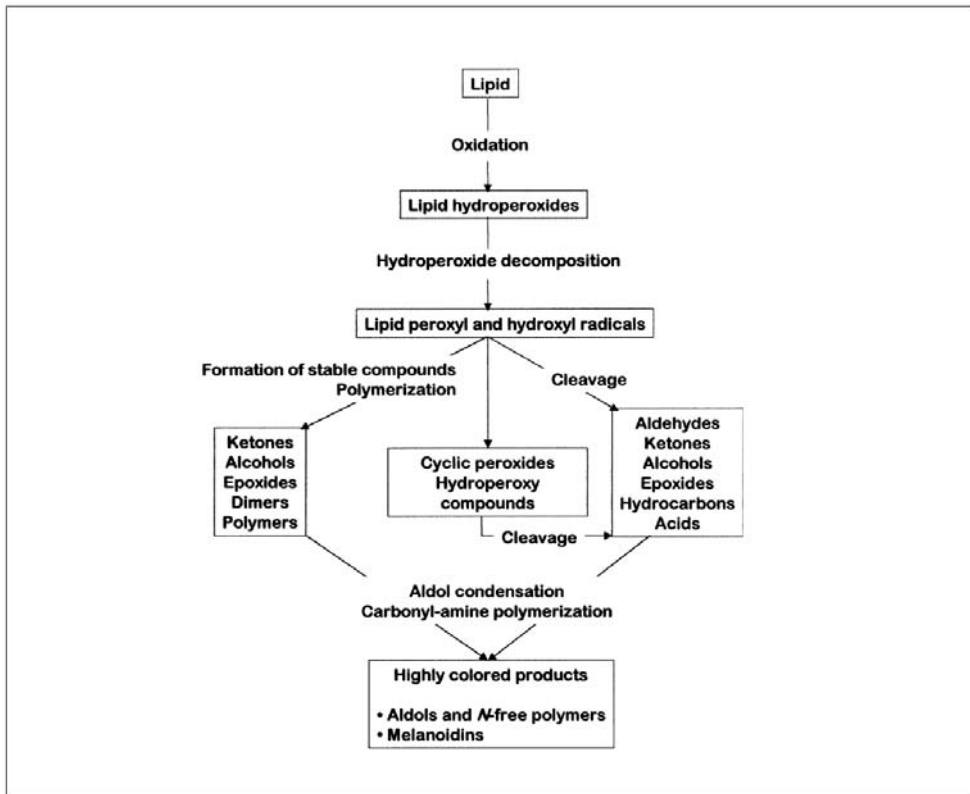 Lipid
Oxidation
Lipid hydroperoxides
Hydroperoxide decomposition
Lipid peroxyl and hydroxyl radicals
Formation of stable compounds
Polymerization
Cleavage
Ketones
Alcohols
Epoxides
Dimers
Polymers
Cyclic peroxides
Hydroperoxy
compounds
Cleavage
Aldehydes
Ketones
Alcohols
Epoxides
Hydrocarbons
Acids
Aldol condensation
Carbonyl-amine polymerization
Highly colored products
• Aldols and N-free polymers
• Melanoidins